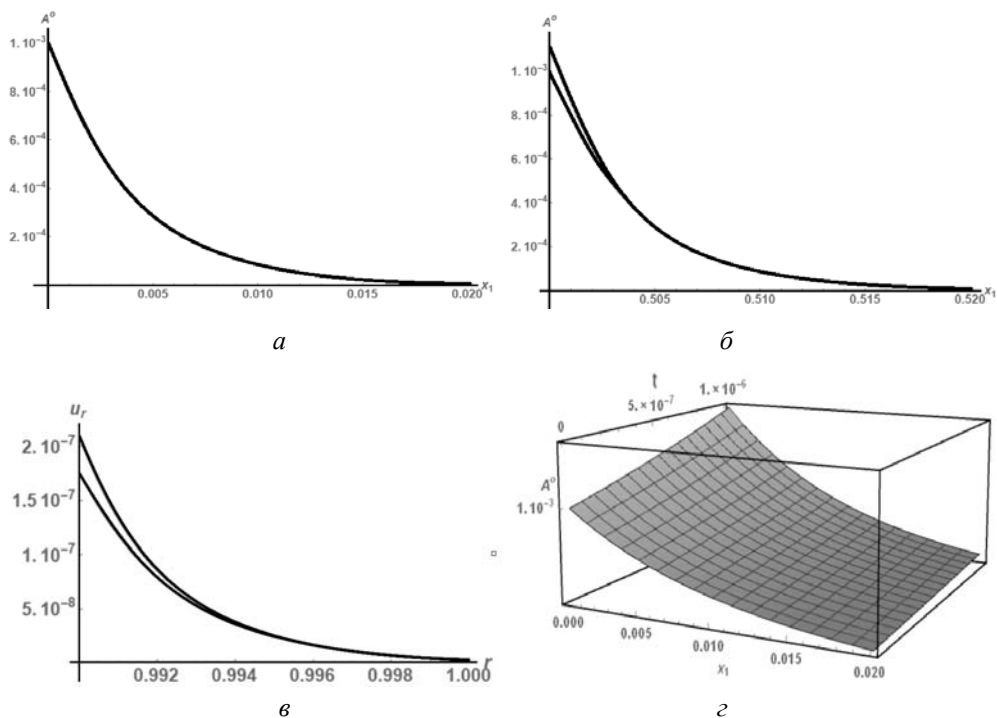 A°
1. 10⁻³
8. 10⁻⁴
6. 10⁻⁴
4. 10⁻⁴
2. 10⁻⁴
0.005 0.010 0.015 0.020 x₁
а
A°
1. 10⁻³
8. 10⁻⁴
6. 10⁻⁴
4. 10⁻⁴
2. 10⁻⁴
0.505 0.510 0.515 0.520 x₁
б
uᵣ
2. 10⁻⁷
1.5 10⁻⁷
1. 10⁻⁷
5. 10⁻⁸
0.992 0.994 0.996 0.998 1.000 r
в
t
0 5.×10⁻⁷ 1.×10⁻⁶
A°
1. 10⁻³
0.000 0.005 0.010 0.015 0.020
x₁
г